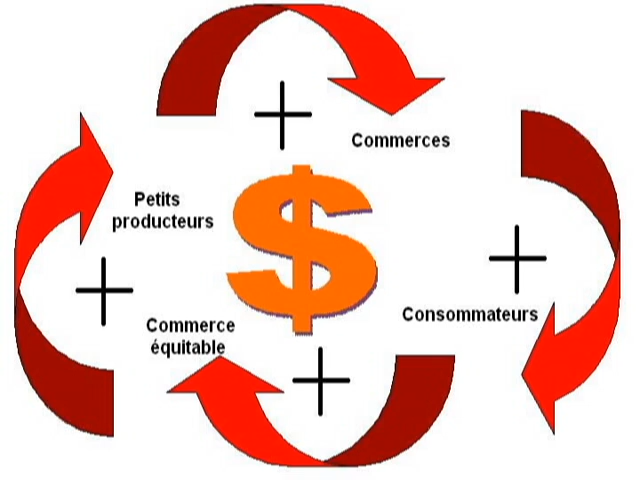 Commerces
Petits
producteurs
$
Consommateurs
Commerce
équitable